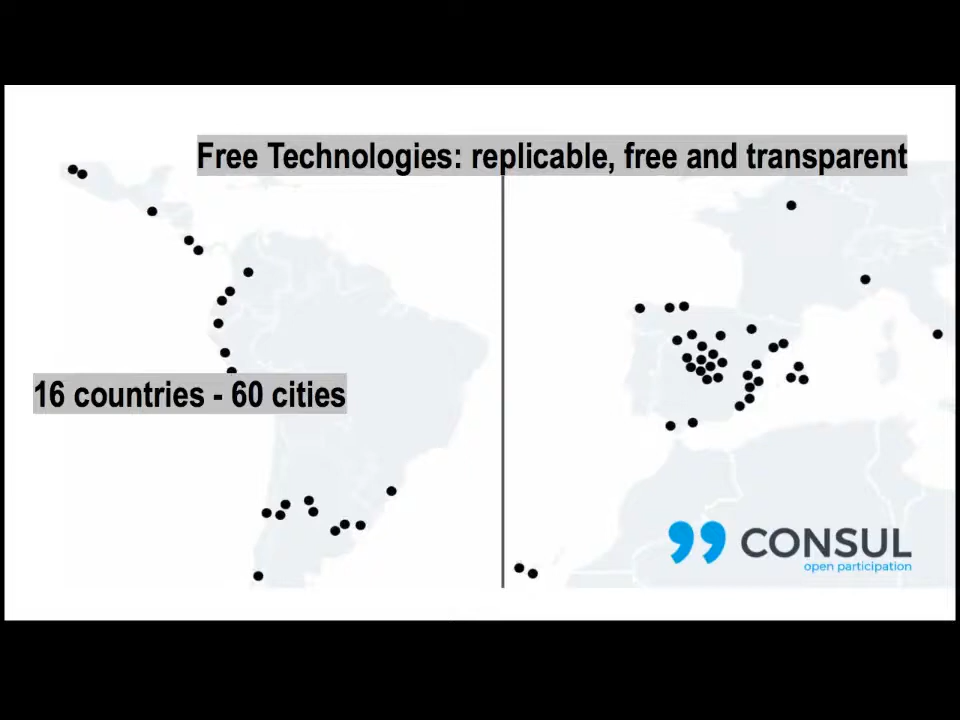 Free Technologies: replicable, free and transparent
16 countries - 60 cities
CONSUL
open participation